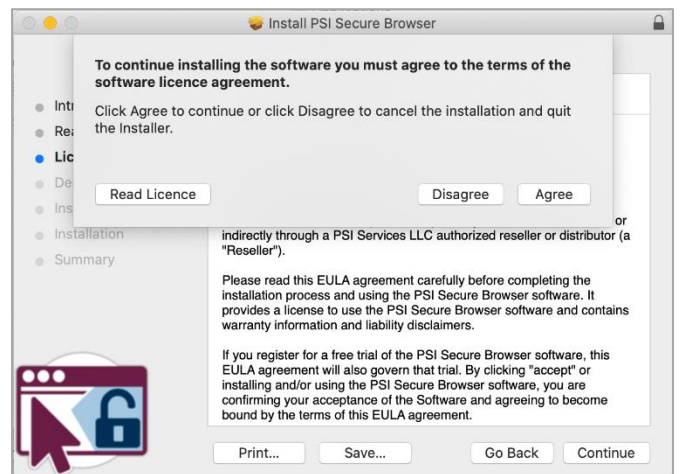 Install PSI Secure Browser
To continue installing the software you must agree to the terms of the
software licence agreement.
Click Agree to continue or click Disagree to cancel the installation and quit
the Installer.
Read Licence
Disagree
Agree
Lic
De
Ins
Installation
Summary
or
indirectly through a PSI Services LLC authorized reseller or distributor (a
"Reseller").
Please read this EULA agreement carefully before completing the
installation process and using the PSI Secure Browser software. It
provides a license to use the PSI Secure Browser software and contains
warranty information and liability disclaimers.
If you register for a free trial of the PSI Secure Browser software, this
EULA agreement will also govern that trial. By clicking "accept" or
installing and/or using the PSI Secure Browser software, you are
confirming your acceptance of the Software and agreeing to become
bound by the terms of this EULA agreement.
Print...
Save...
Go Back
Continue